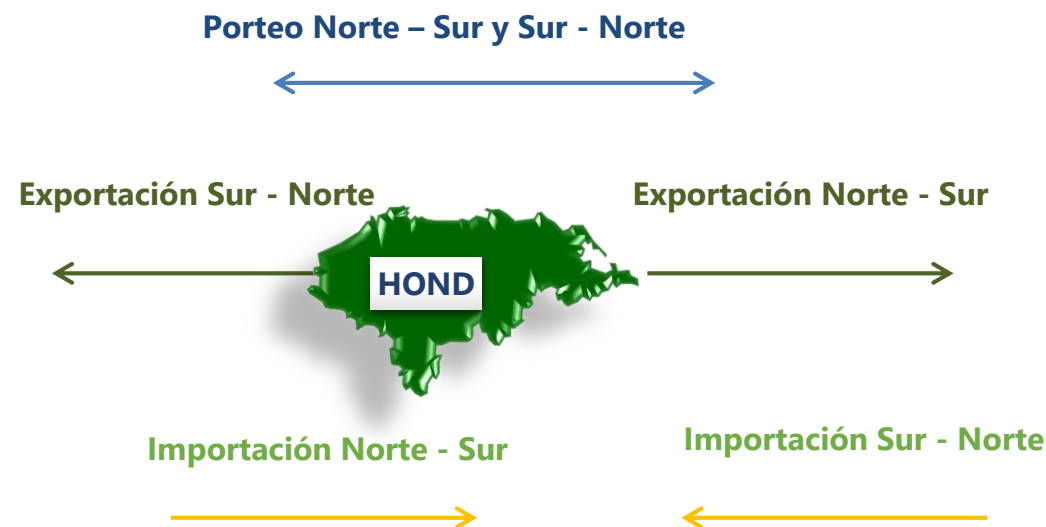 Porteo Norte – Sur y Sur - Norte
Exportación Sur - Norte
Exportación Norte - Sur
HOND
Importación Norte - Sur
Importación Sur - Norte